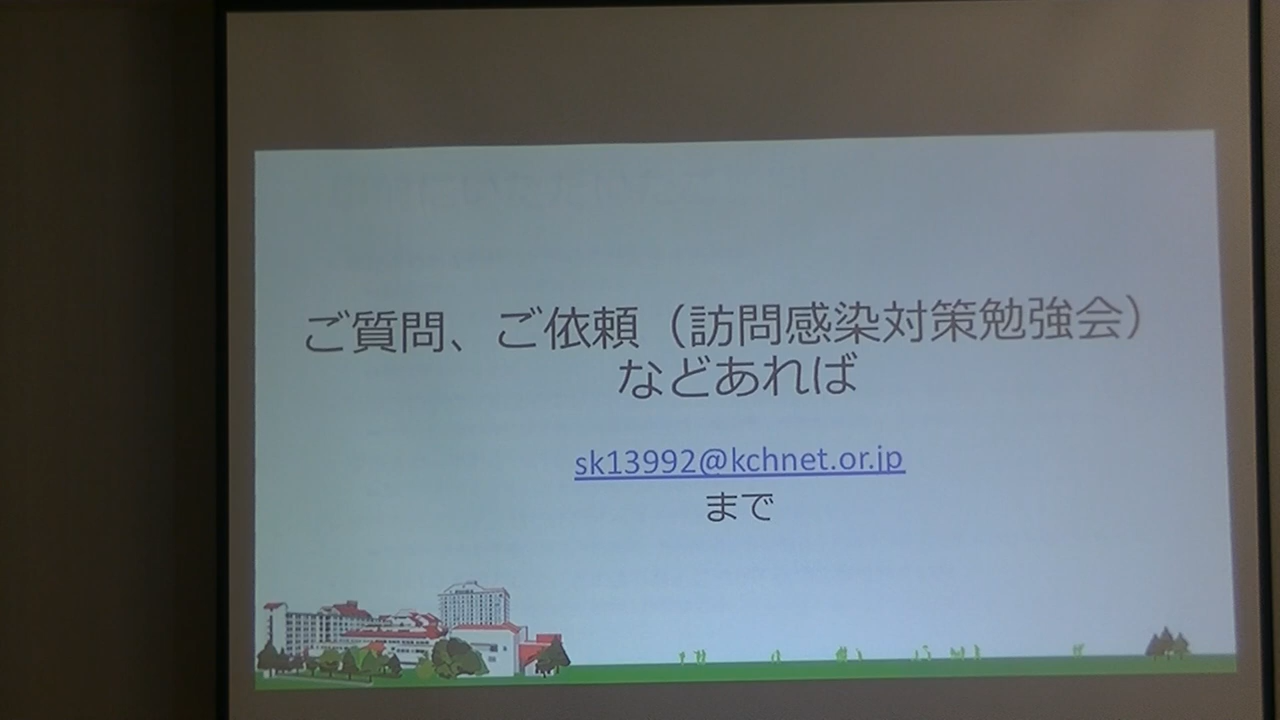 ご質問、ご依頼（訪問感染対策勉強会）
などあれば
sk13992@kchnet.or.jp
まで